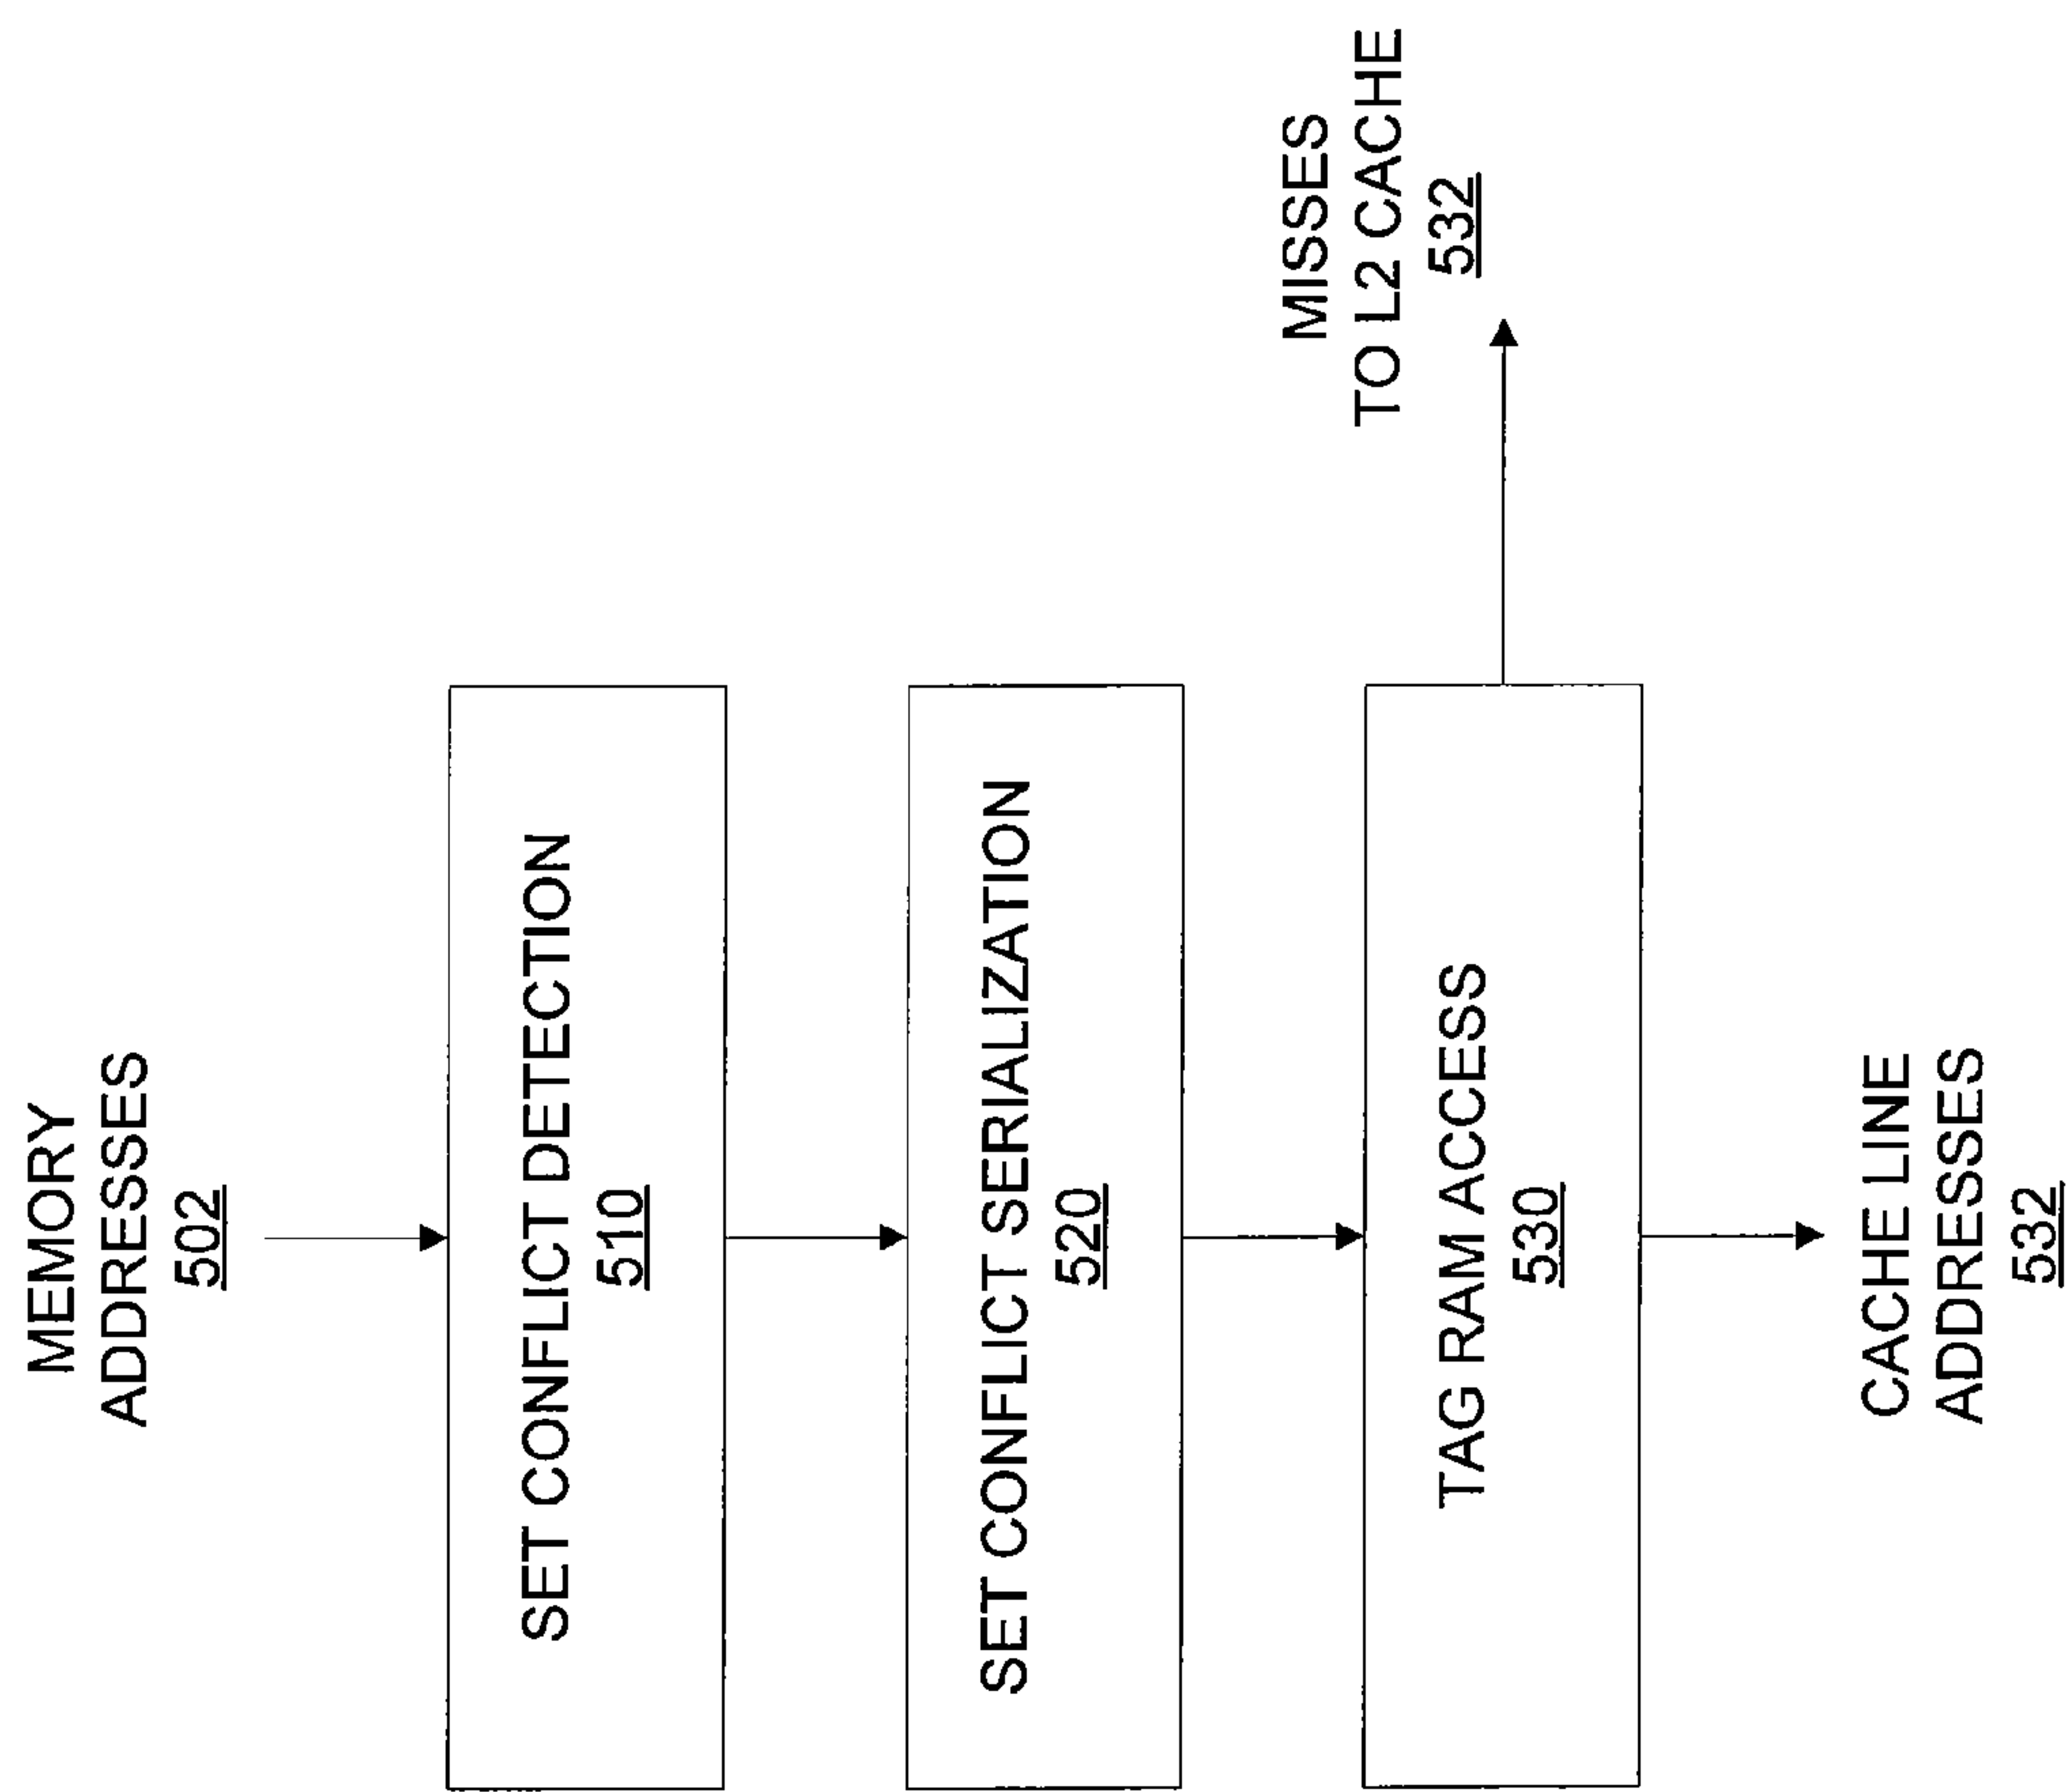 MEMORY
ADDRESSES
502
SET CONFLICT DETECTION
510
SET CONFLICT SERIALIZATION
520
TAG RAM ACCESS
530
MISSES
TO L2 CACHE
532
CACHE LINE
ADDRESSES
532